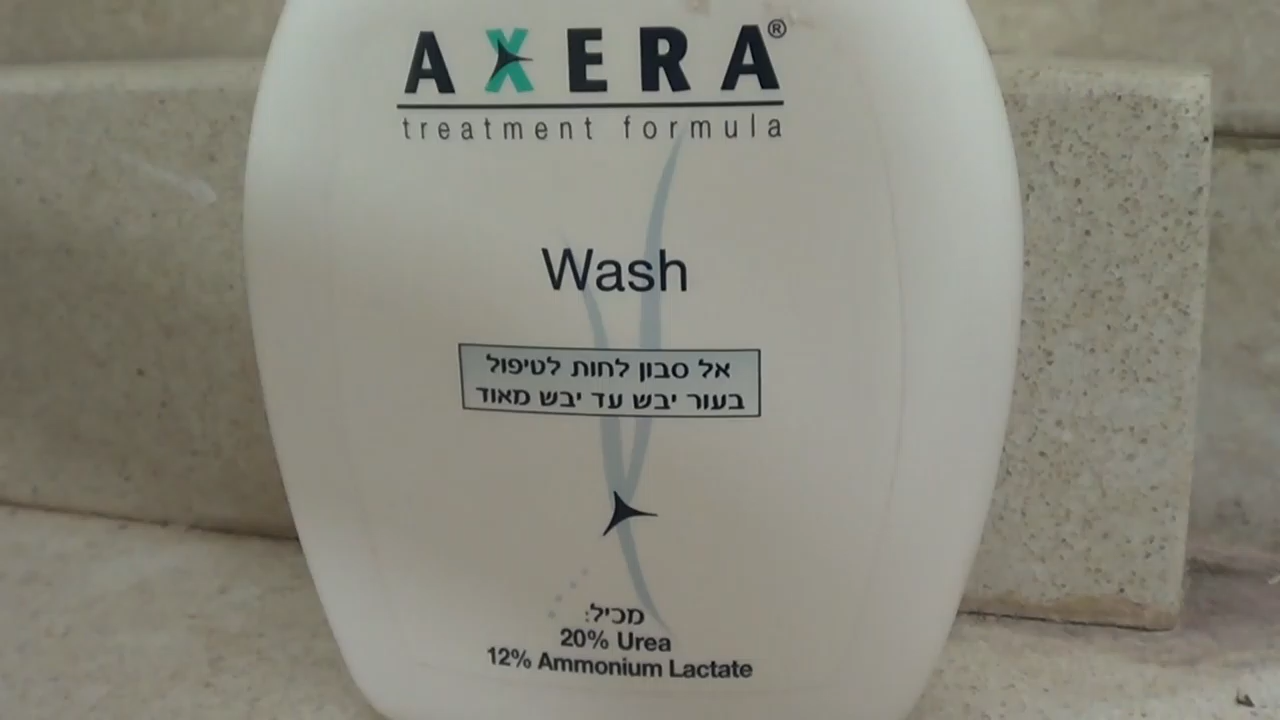 AXERA®
treatment formula
Wash
אל סבון לחות לטיפול
בעור יבש עד יבש מאוד
מכיל:
20% Urea
12% Ammonium Lactate